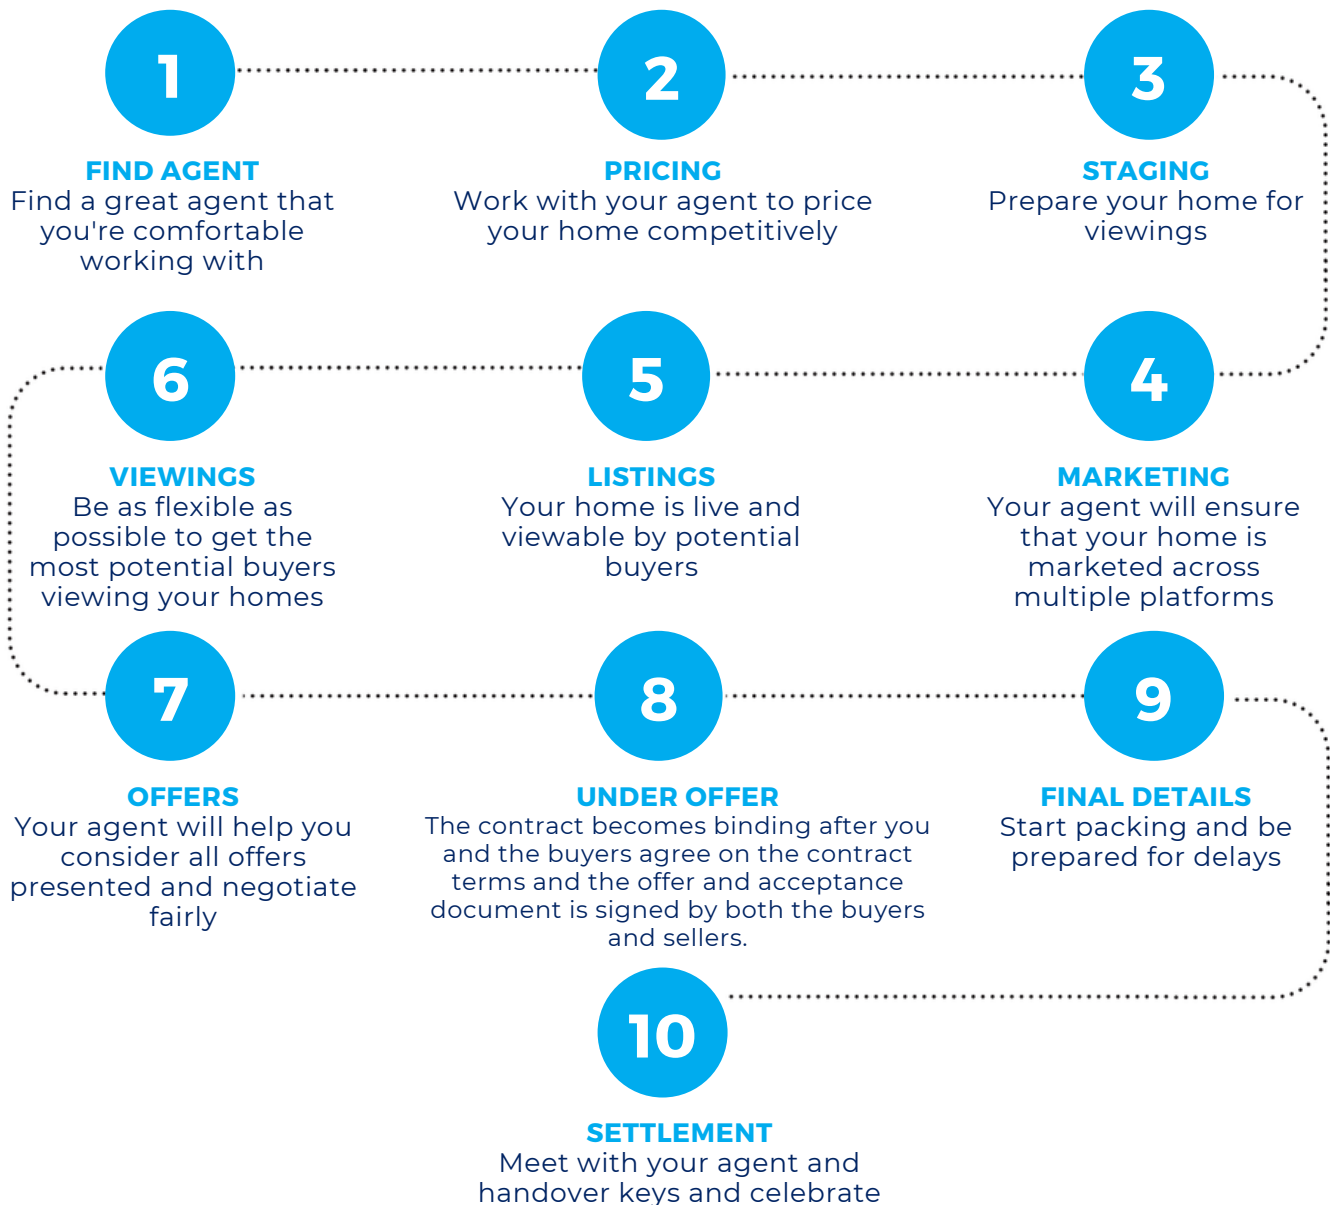 1
FIND AGENT
Find a great agent that
you're comfortable
working with
2
PRICING
Work with your agent to price
your home competitively
3
STAGING
Prepare your home for
viewings
4
MARKETING
Your agent will ensure
that your home is
marketed across
multiple platforms
5
LISTINGS
Your home is live and
viewable by potential
buyers
6
VIEWINGS
Be as flexible as
possible to get the
most potential buyers
viewing your homes
7
OFFERS
Your agent will help you
consider all offers
presented and negotiate
fairly
8
UNDER OFFER
The contract becomes binding after you
and the buyers agree on the contract
terms and the offer and acceptance
document is signed by both the buyers
and sellers.
9
FINAL DETAILS
Start packing and be
prepared for delays
10
SETTLEMENT
Meet with your agent and
handover keys and celebrate